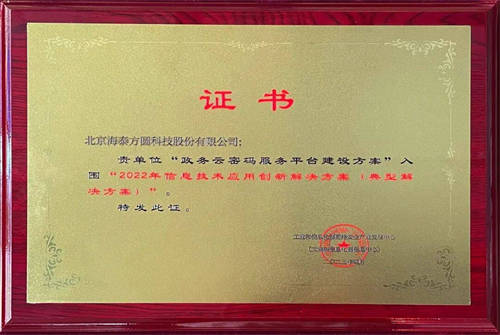 证书
北京海泰方圆科技股份有限公司:
贵单位“政务云密码服务平台建设方案”入
围“2022年信息技术应用创新解决方案（典型解
决方案）”。
特发此证。